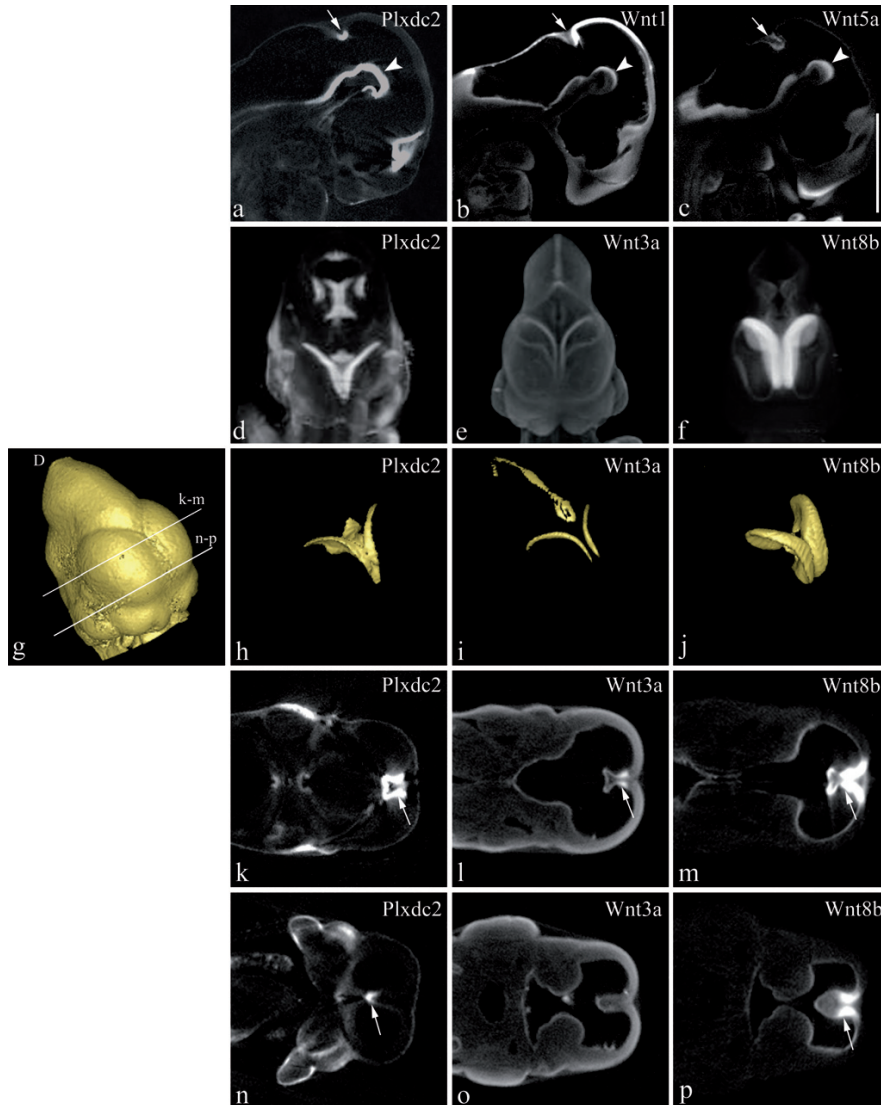 Plxdc2
a
Wnt1
b
Wnt5a
c
Plxdc2
d
Wnt3a
e
Wnt8b
f
D
k-m
n-p
g
Plxdc2
h
Wnt3a
i
Wnt8b
j
Plxdc2
k
Wnt3a
l
Wnt8b
m
Plxdc2
n
Wnt3a
o
Wnt8b
p